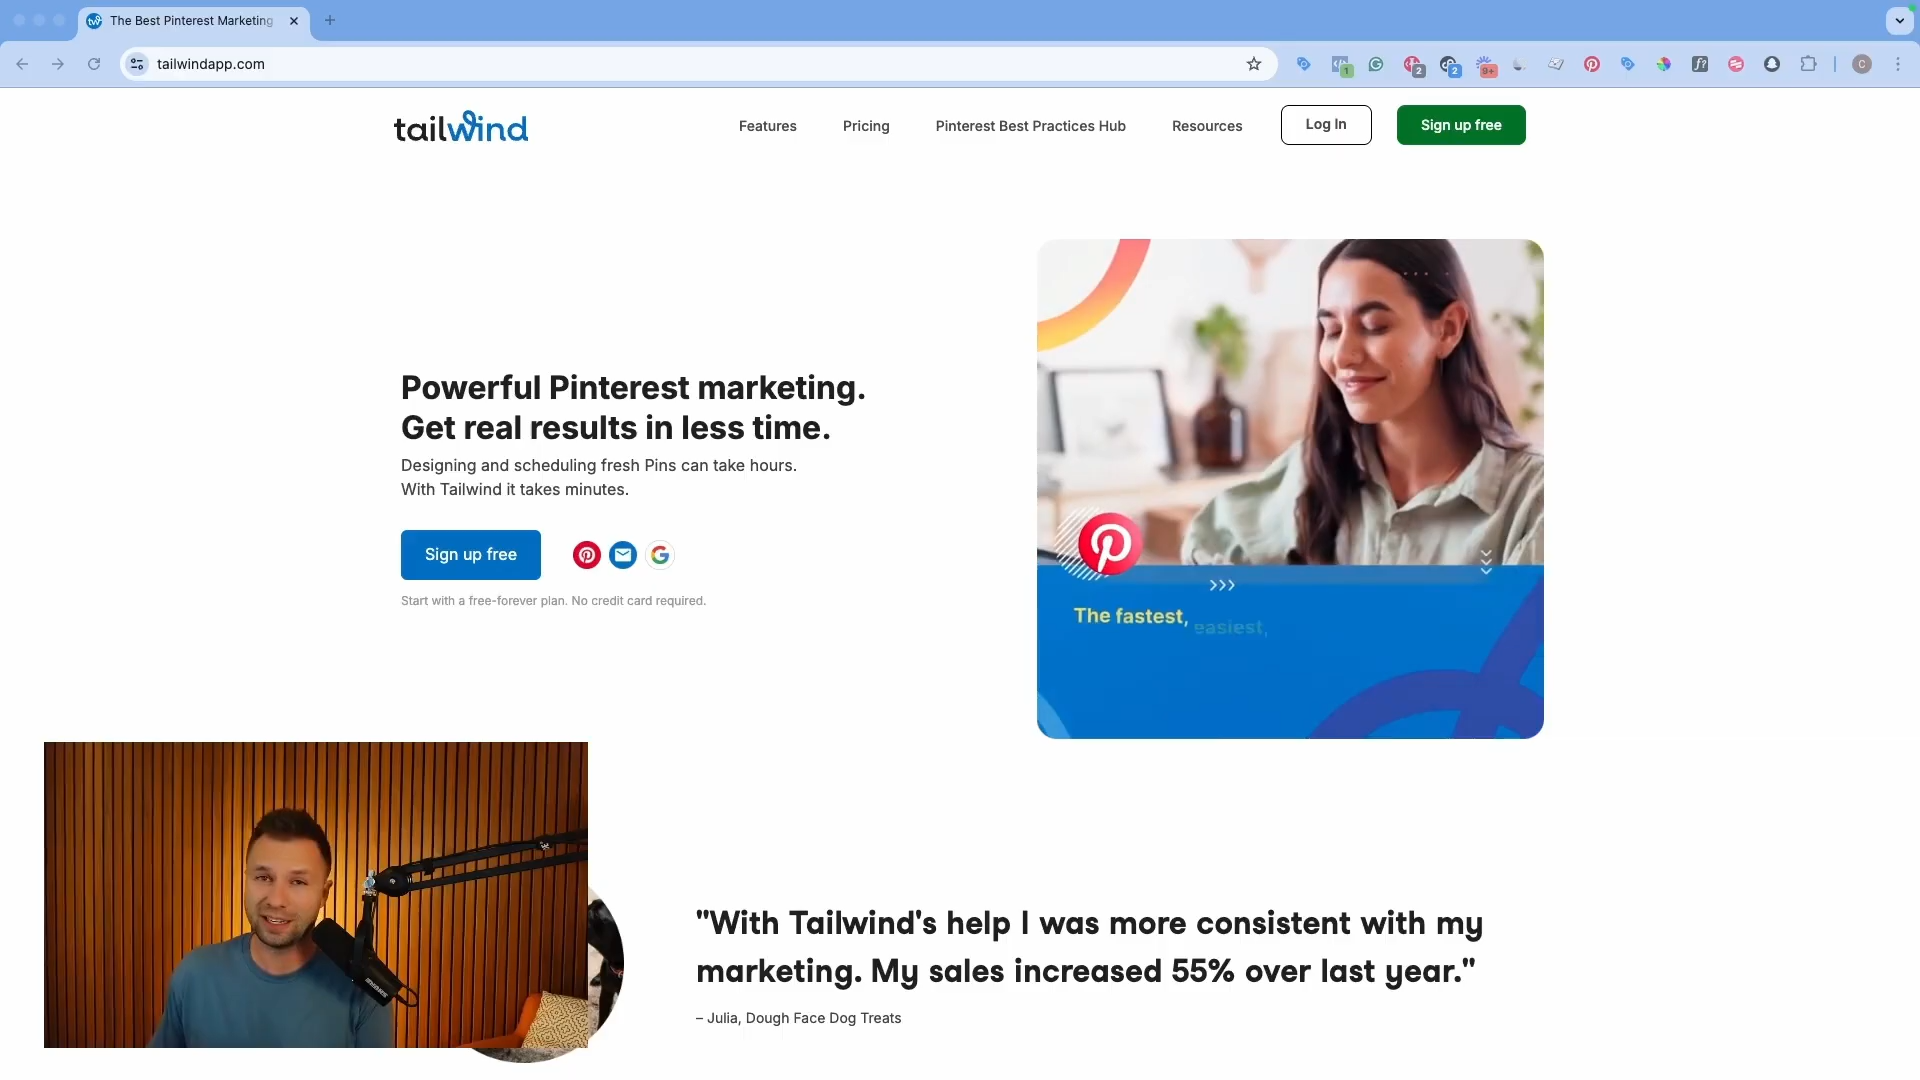 The Best Pinterest Marketing
tailwindapp.com
1
2
2
9+
f?
C
tailwind
Features
Pricing
Pinterest Best Practices Hub
Resources
Log In
Sign up free
Powerful Pinterest marketing.
Get real results in less time.
Designing and scheduling fresh Pins can take hours.
With Tailwind it takes minutes.
Sign up free
Start with a free-forever plan. No credit card required.
The fastest, easiest,
"With Tailwind's help I was more consistent with my
marketing. My sales increased 55% over last year."
– Julia, Dough Face Dog Treats